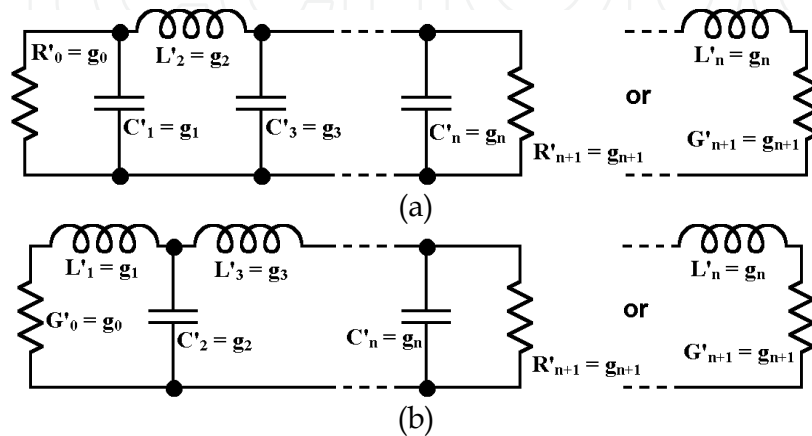 R'0 = g0
L'2 = g2
L'n = gn
C'1 = g1
C'3 = g3
C'n = gn
or
R'n+1 = gn+1
G'n+1 = gn+1
(a)
L'1 = g1
L'3 = g3
L'n = gn
G'0 = g0
C'2 = g2
C'n = gn
or
R'n+1 = gn+1
G'n+1 = gn+1
(b)